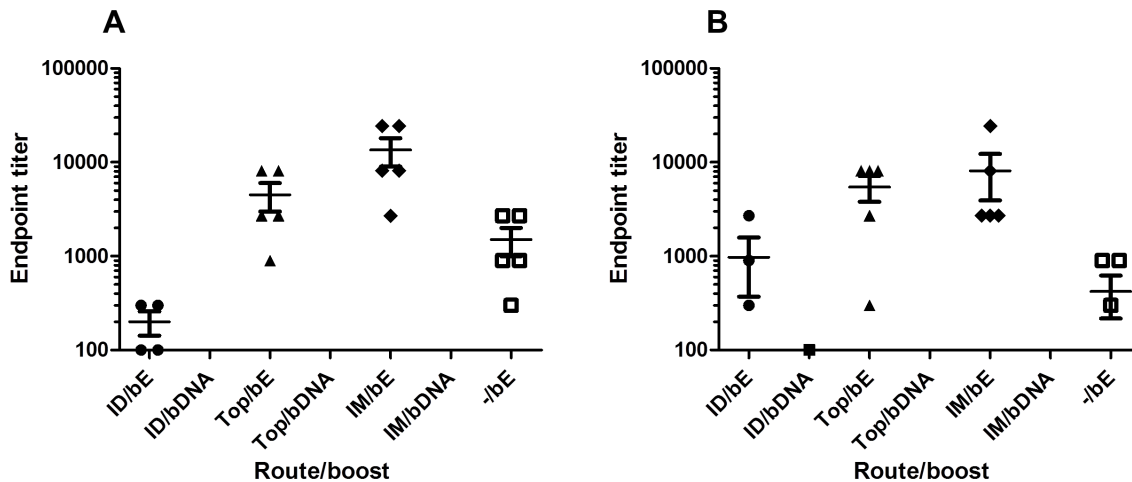 A
Endpoint titer
100000
10000
1000
100
ID/bE
ID/bDNA
Top/bE
Top/bDNA
IM/bE
IM/bDNA
-/bE
Route/boost
B
Endpoint titer
100000
10000
1000
100
ID/bE
ID/bDNA
Top/bE
Top/bDNA
IM/bE
IM/bDNA
-/bE
Route/boost